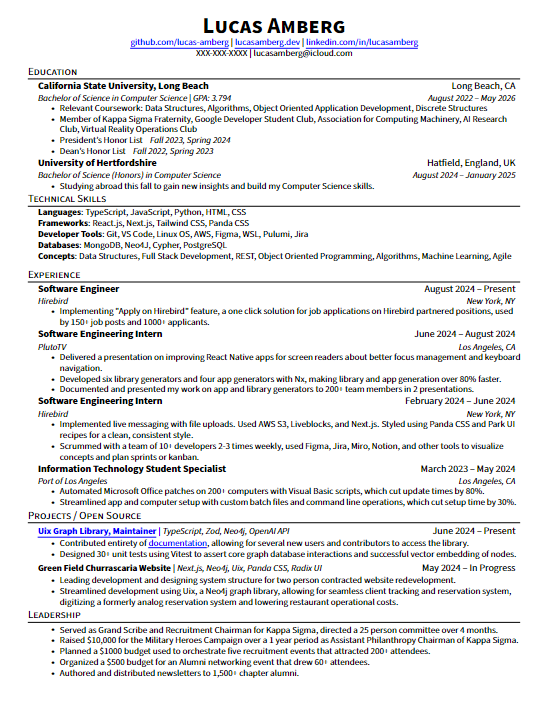 Lucas Amberg
github.com/lucas-amberg | lucasamberg.dev | linkedin.com/in/lucasamberg
XXX-XXX-XXXX | lucasamberg@icloud.com
Education
California State University, Long Beach Long Beach, CA
Bachelor of Science in Computer Science | GPA: 3.794 August 2022 – May 2026
• Relevant Coursework: Data Structures, Algorithms, Object Oriented Application Development, Discrete Structures
• Member of Kappa Sigma Fraternity, Google Developer Student Club, Association for Computing Machinery, AI Research
Club, Virtual Reality Operations Club
• President's Honor List Fall 2023, Spring 2024
• Dean's Honor List Fall 2022, Spring 2023
University of Hertfordshire Hatfield, England, UK
Bachelor of Science (Honors) in Computer Science August 2024 – January 2025
• Studying abroad this fall to gain new insights and build my Computer Science skills.
Technical Skills
Languages: TypeScript, JavaScript, Python, HTML, CSS
Frameworks: React.js, Next.js, Tailwind CSS, Panda CSS
Developer Tools: Git, VS Code, Linux OS, AWS, Figma, WSL, Pulumi, Jira
Databases: MongoDB, Neo4J, Cypher, PostgreSQL
Concepts: Data Structures, Full Stack Development, REST, Object Oriented Programming, Algorithms, Machine Learning, Agile
Experience
Software Engineer August 2024 – Present
Hirebird New York, NY
• Implementing "Apply on Hirebird" feature, a one click solution for job applications on Hirebird partnered positions, used
by 150+ job posts and 1000+ applicants.
Software Engineering Intern June 2024 – August 2024
PlutoTV Los Angeles, CA
• Delivered a presentation on improving React Native apps for screen readers about better focus management and keyboard
navigation.
• Developed six library generators and four app generators with Nx, making library and app generation over 80% faster.
• Documented and presented my work on app and library generators to 200+ team members in 2 presentations.
Software Engineering Intern February 2024 – June 2024
Hirebird New York, NY
• Implemented live messaging with file uploads. Used AWS S3, Liveblocks, and Next.js. Styled using Panda CSS and Park UI
recipes for a clean, consistent style.
• Scrummed with a team of 10+ developers 2-3 times weekly, used Figma, Jira, Miro, Notion, and other tools to visualize
concepts and plan sprints or kanban.
Information Technology Student Specialist March 2023 – May 2024
Port of Los Angeles Los Angeles, CA
• Automated Microsoft Office patches on 200+ computers with Visual Basic scripts, which cut update times by 80%.
• Streamlined app and computer setup with custom batch files and command line operations, which cut setup time by 30%.
Projects / Open Source
Uix Graph Library, Maintainer | TypeScript, Zod, Neo4j, OpenAI API June 2024 – Present
• Contributed entirety of documentation, allowing for several new users and contributors to access the library.
• Designed 30+ unit tests using Vitest to assert core graph database interactions and successful vector embedding of nodes.
Green Field Churrascaria Website | Next.js, Neo4j, Uix, Panda CSS, Radix UI May 2024 – In Progress
• Leading development and designing system structure for two person contracted website redevelopment.
• Streamlined development using Uix, a Neo4j graph library, allowing for seamless client tracking and reservation system,
digitizing a formerly analog reservation system and lowering restaurant operational costs.
Leadership
• Served as Grand Scribe and Recruitment Chairman for Kappa Sigma, directed a 25 person committee over 4 months.
• Raised $10,000 for the Military Heroes Campaign over a 1 year period as Assistant Philanthropy Chairman of Kappa Sigma.
• Planned a $1000 budget used to orchestrate five recruitment events that attracted 200+ attendees.
• Organized a $500 budget for an Alumni networking event that drew 60+ attendees.
• Authored and distributed newsletters to 1,500+ chapter alumni.